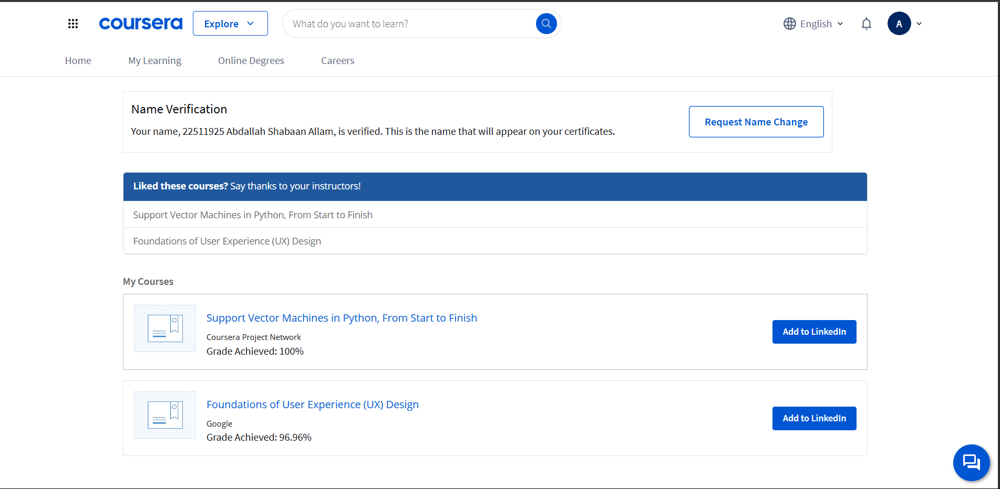 coursera
Explore
What do you want to learn?
English
A
Home
My Learning
Online Degrees
Careers
Name Verification
Your name, 22511925 Abdallah Shabaan Allam, is verified. This is the name that will appear on your certificates.
Request Name Change
Liked these courses? Say thanks to your instructors!
Support Vector Machines in Python, From Start to Finish
Foundations of User Experience (UX) Design
My Courses
Support Vector Machines in Python, From Start to Finish
Coursera Project Network
Grade Achieved: 100%
Add to LinkedIn
Foundations of User Experience (UX) Design
Google
Grade Achieved: 96.96%
Add to LinkedIn